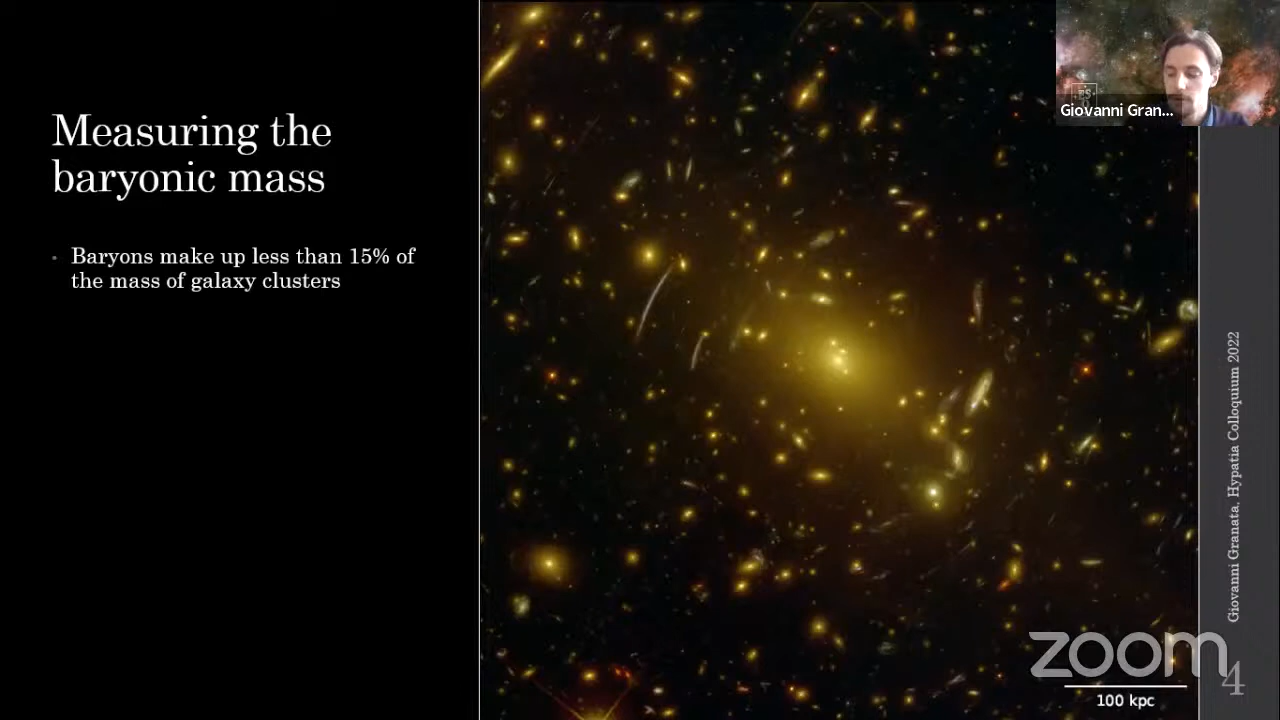 Measuring the
baryonic mass
• Baryons make up less than 15% of
the mass of galaxy clusters
Giovanni Gran...
Giovanni Granata, Hypatia Colloquium 2022
zoom
4
100 kpc